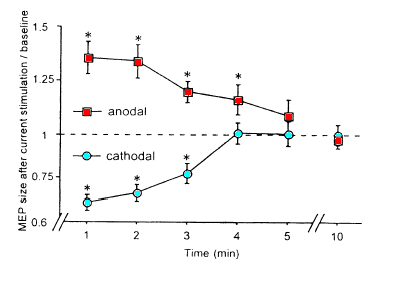 MEP size after current stimulation / baseline
1.5
1.25
1
0.75
0.6
* * * *
anodal
cathodal
* * *
1 2 3 4 5 10
Time (min)